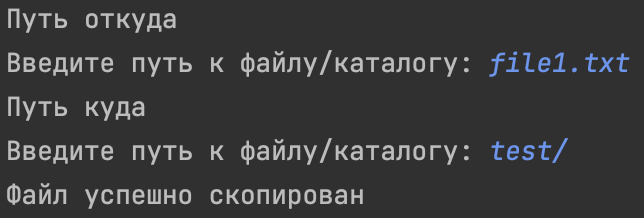 Путь откуда
Введите путь к файлу/каталогу: file1.txt
Путь куда
Введите путь к файлу/каталогу: test/
Файл успешно скопирован